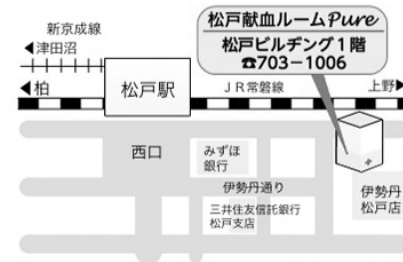 松戸献血ルームPure
松戸ビルヂング1階
☎703-1006
新京成線
◀津田沼
◀柏
松戸駅
JR常磐線
上野▶
西口
みずほ
銀行
伊勢丹通り
三井住友信託銀行
松戸支店
伊勢丹
松戸店